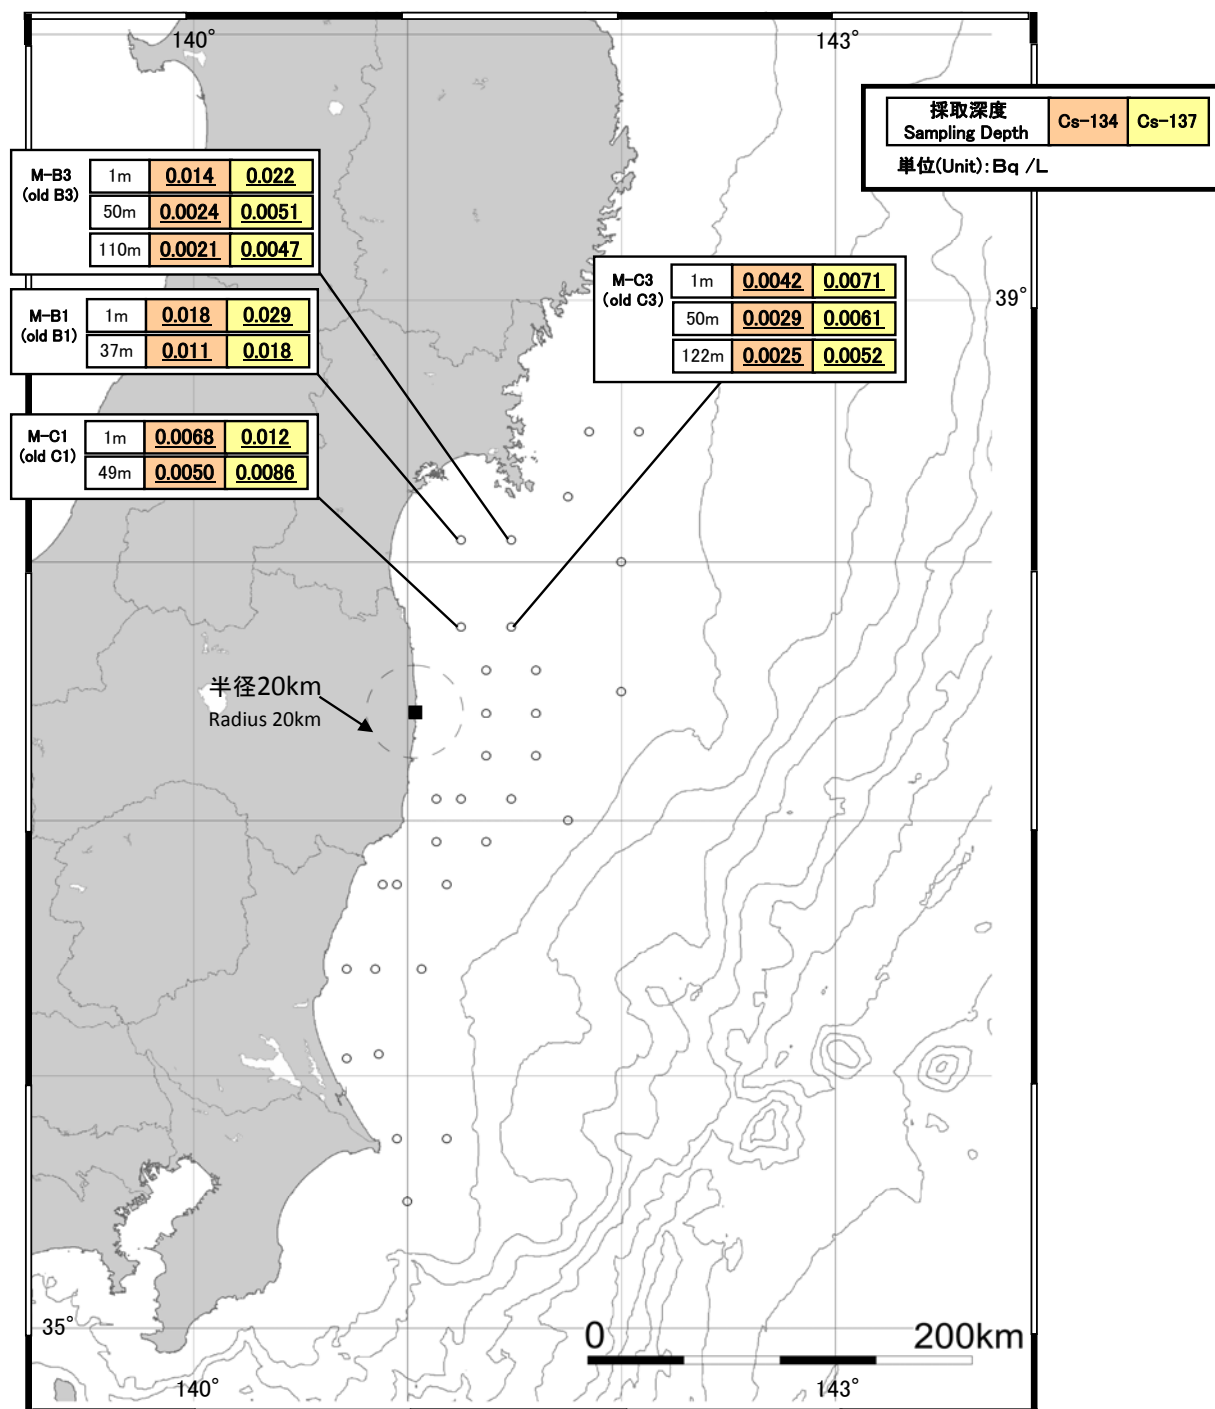 140°
143°
採取深度
Sampling Depth
Cs-134
Cs-137
単位(Unit):Bq /L
M-B3
(old B3)
1m 0.014 0.022
50m 0.0024 0.0051
110m 0.0021 0.0047
M-C3
(old C3)
1m 0.0042 0.0071
50m 0.0029 0.0061
122m 0.0025 0.0052
39°
M-B1
(old B1)
1m 0.018 0.029
37m 0.011 0.018
M-C1
(old C1)
1m 0.0068 0.012
49m 0.0050 0.0086
半径20km
Radius 20km
35°
0 200km
140°
143°